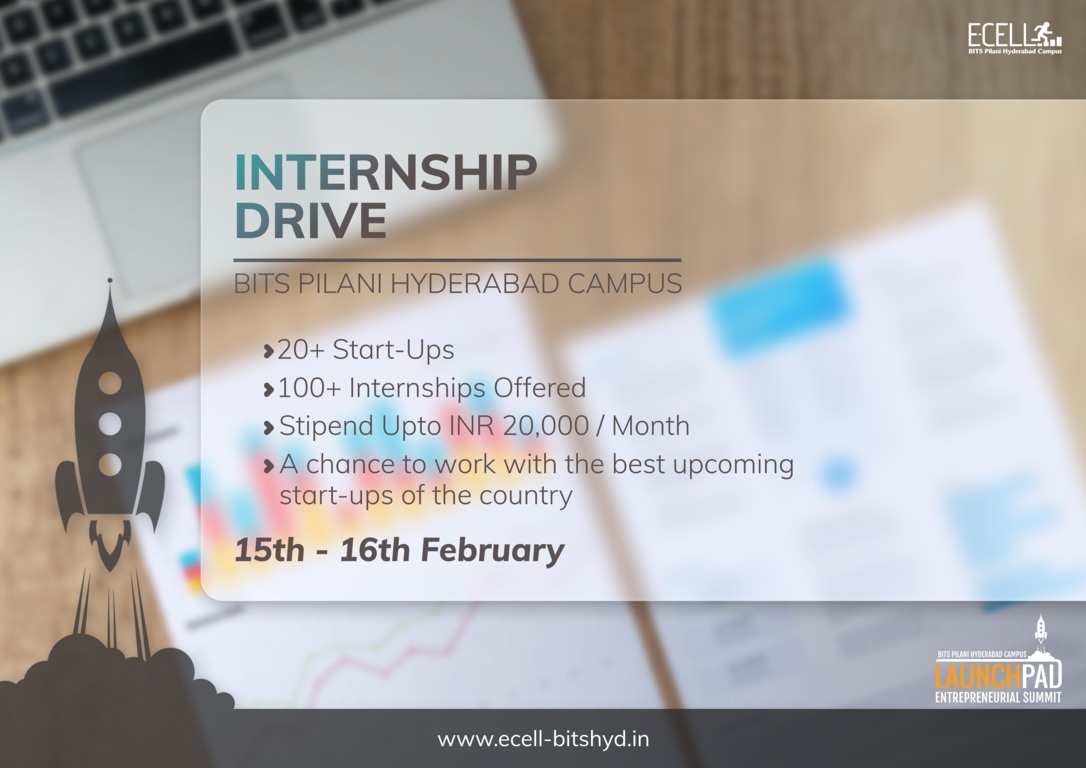 ECELL
BITS Pilani Hyderabad Campus
INTERNSHIP
DRIVE
BITS PILANI HYDERABAD CAMPUS
20+ Start-Ups
100+ Internships Offered
Stipend Upto INR 20,000 / Month
A chance to work with the best upcoming
start-ups of the country
15th - 16th February
BITS PILANI HYDERABAD CAMPUS
LAUNCHPAD
ENTREPRENEURIAL SUMMIT
www.ecell-bitshyd.in